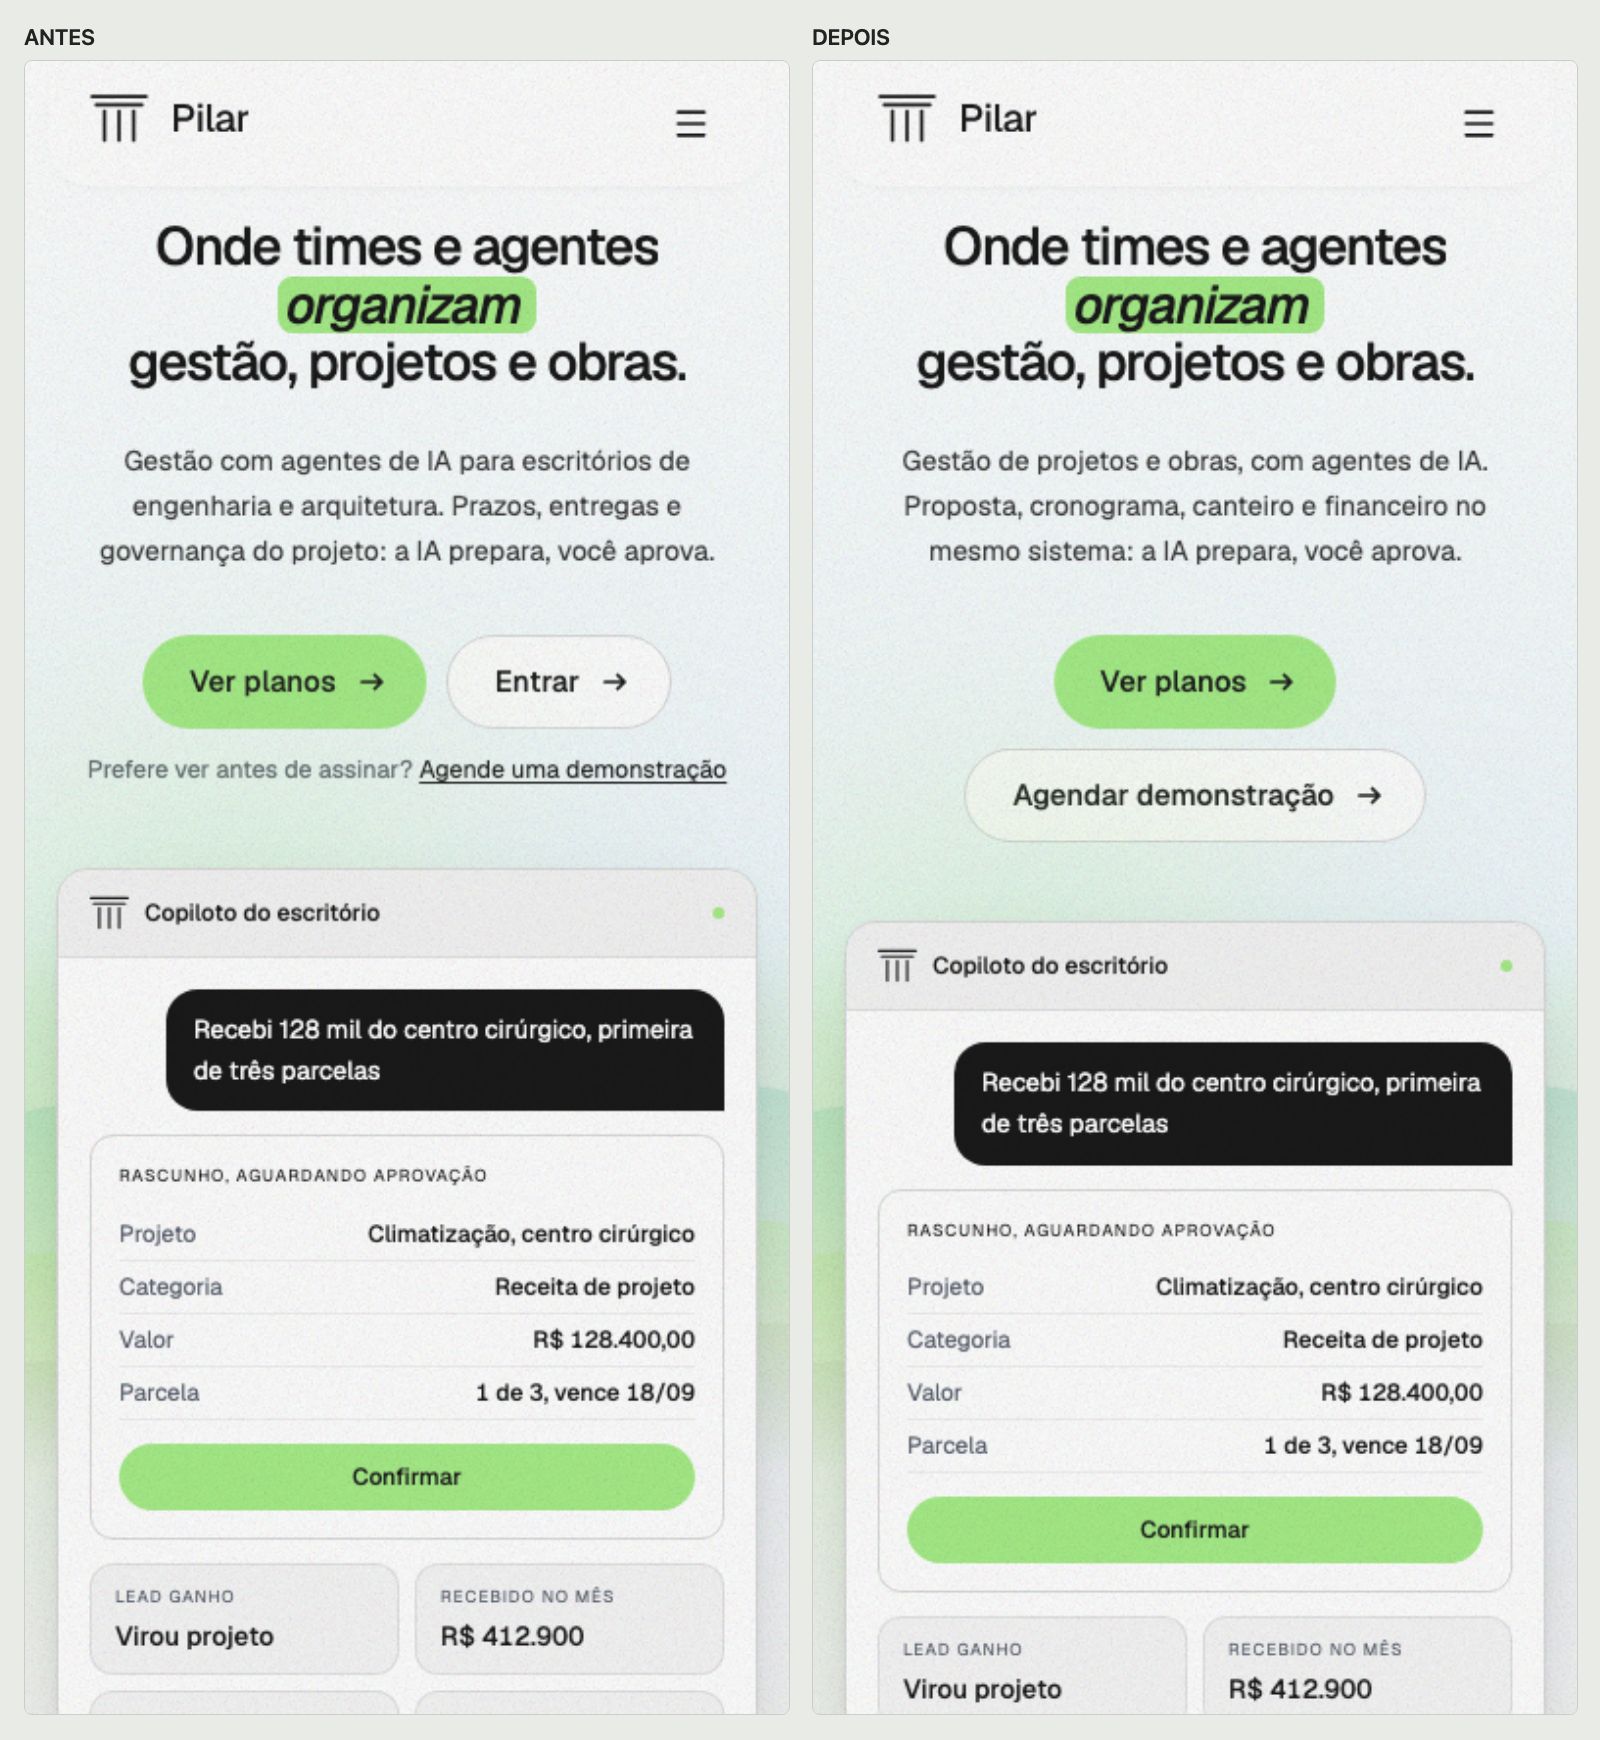 ANTES
Pilar
Onde times e agentes
organizam
gestão, projetos e obras.
Gestão com agentes de IA para escritórios de
engenharia e arquitetura. Prazos, entregas e
governança do projeto: a IA prepara, você aprova.
Ver planos →
Entrar →
Prefere ver antes de assinar? Agende uma demonstração
Copiloto do escritório
Recebi 128 mil do centro cirúrgico, primeira
de três parcelas
RASCUNHO, AGUARDANDO APROVAÇÃO
Projeto Climatização, centro cirúrgico
Categoria Receita de projeto
Valor R$ 128.400,00
Parcela 1 de 3, vence 18/09
Confirmar
LEAD GANHO
Virou projeto
RECEBIDO NO MÊS
R$ 412.900
DEPOIS
Pilar
Onde times e agentes
organizam
gestão, projetos e obras.
Gestão de projetos e obras, com agentes de IA.
Proposta, cronograma, canteiro e financeiro no
mesmo sistema: a IA prepara, você aprova.
Ver planos →
Agendar demonstração →
Copiloto do escritório
Recebi 128 mil do centro cirúrgico, primeira
de três parcelas
RASCUNHO, AGUARDANDO APROVAÇÃO
Projeto Climatização, centro cirúrgico
Categoria Receita de projeto
Valor R$ 128.400,00
Parcela 1 de 3, vence 18/09
Confirmar
LEAD GANHO
Virou projeto
RECEBIDO NO MÊS
R$ 412.900